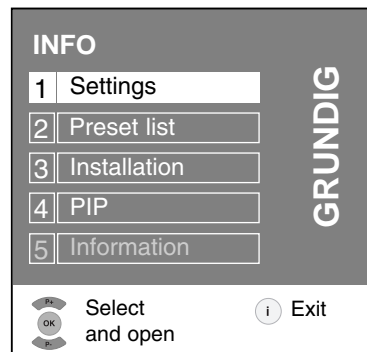 INFO
GRUNDIG
1 Settings
2 Preset list
3 Installation
4 PIP
5 Information
P+
OK
P-
Select
and open
i Exit